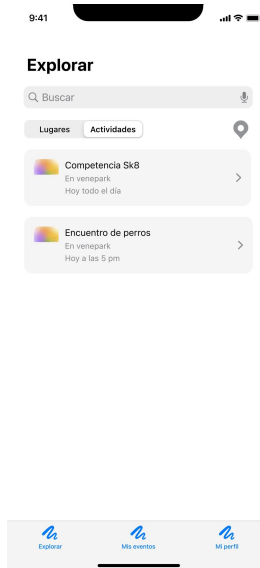 9:41
Explorar
Buscar
Lugares Actividades
Competencia Sk8
En venepark
Hoy todo el día
Encuentro de perros
En venepark
Hoy a las 5 pm
Explorar Mis eventos Mi perfil